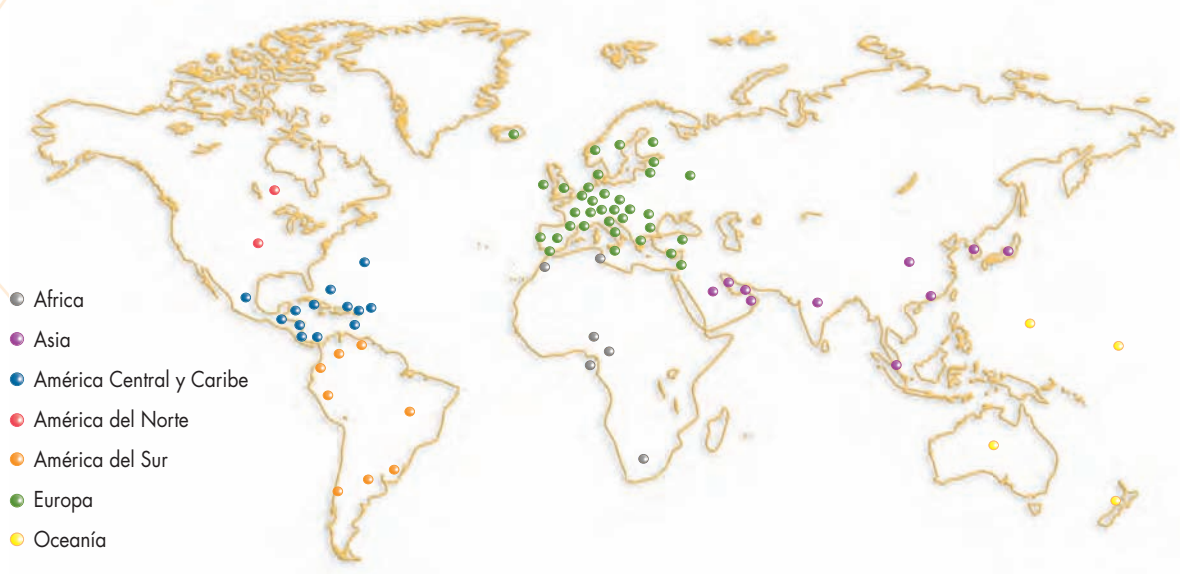 Africa
Asia
América Central y Caribe
América del Norte
América del Sur
Europa
Oceanía